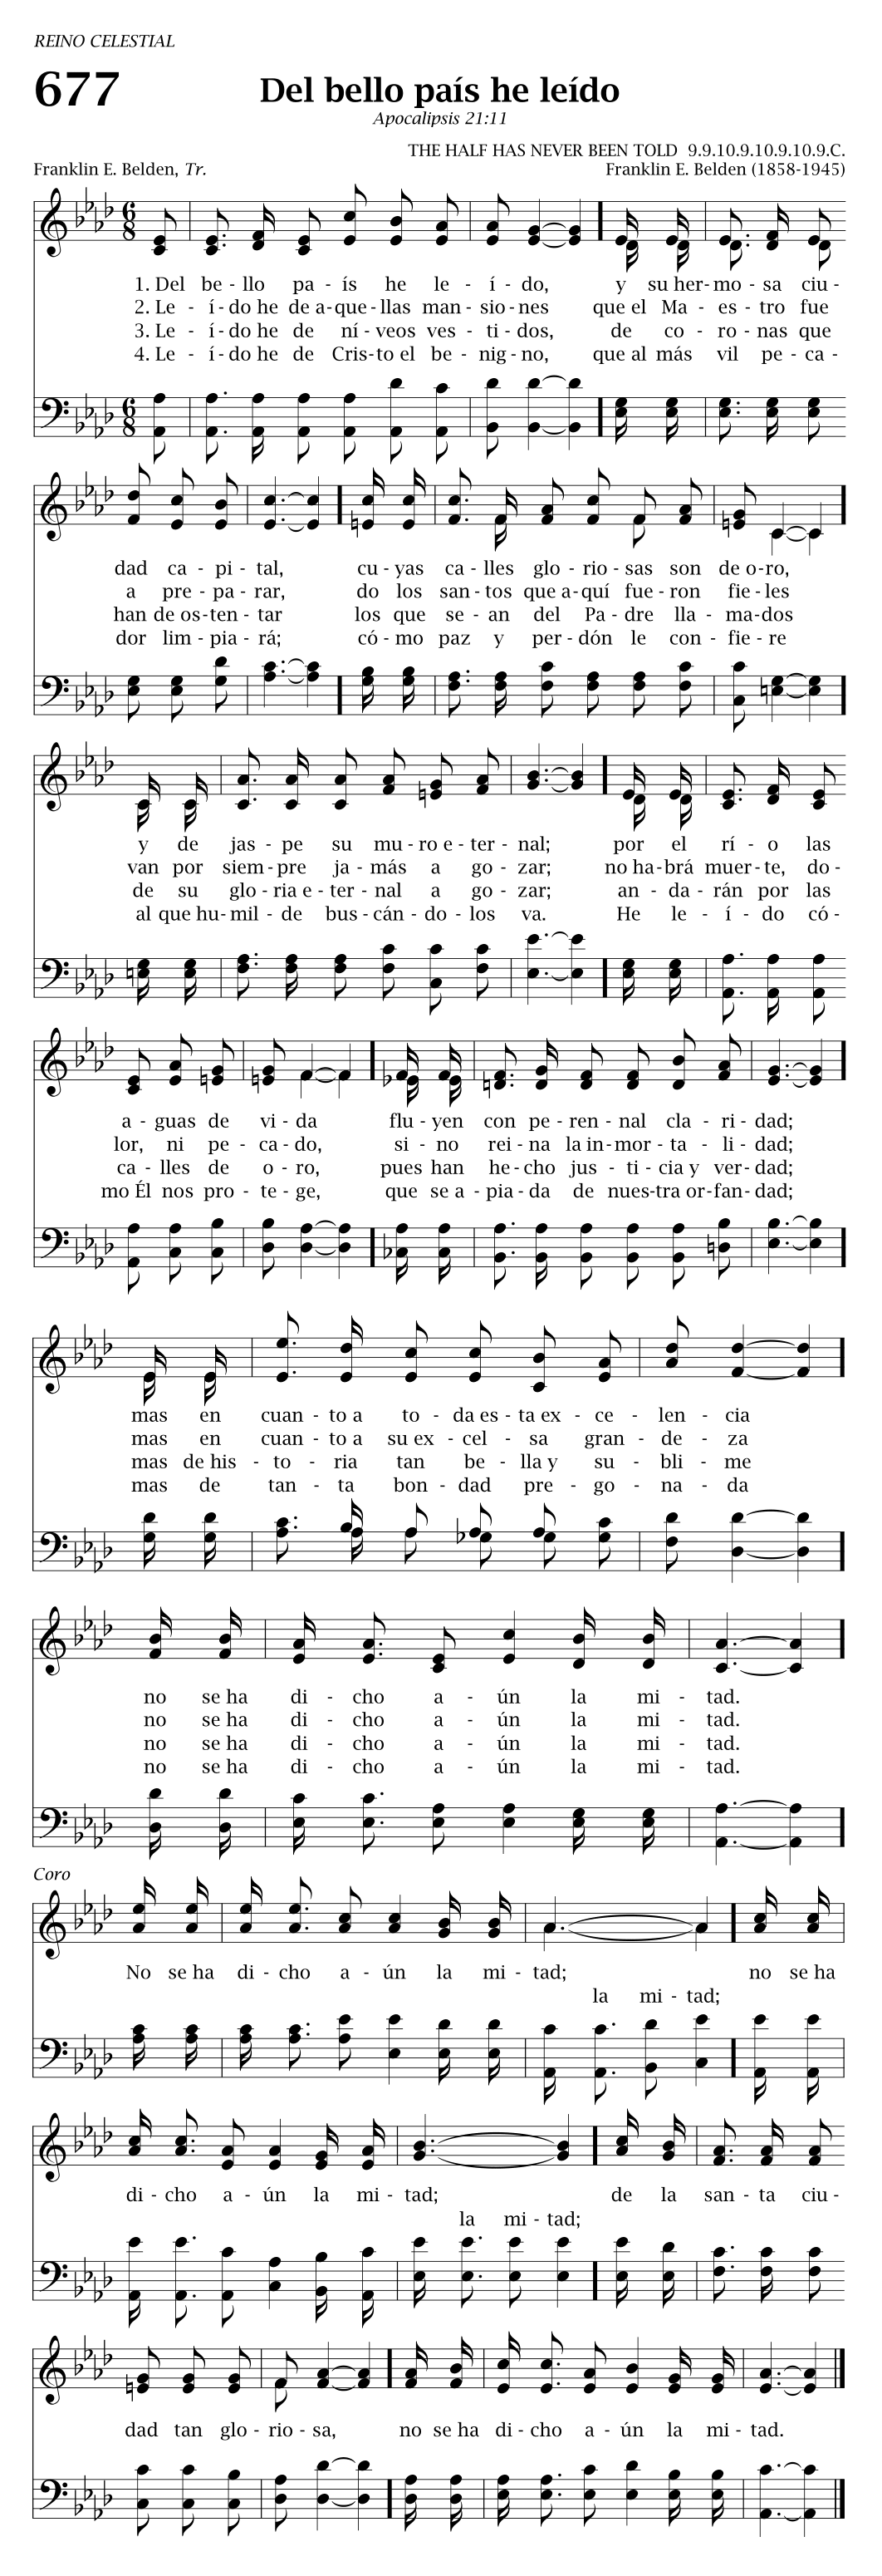 REINO CELESTIAL
677
Del bello país he leído
Apocalipsis 21:11
THE HALF HAS NEVER BEEN TOLD 9.9.10.9.10.9.10.9.C.
Franklin E. Belden, Tr.
Franklin E. Belden (1858-1945)
6 8
1. Del be - llo pa - ís he le - í - do, y su her - mo - sa ciu -
2. Le - í - do he de a - que - llas man - sio - nes que el Ma - es - tro fue
3. Le - í - do he de ní - veos ves - ti - dos, de co - ro - nas que
4. Le - í - do he de Cris - to el be - nig - no, que al más vil pe - ca -
6 8
dad ca - pi - tal, cu - yas ca - lles glo - rio - sas son de o - ro,
a pre - pa - rar, do los san - tos que a - quí fue - ron fie - les
han de os - ten - tar los que se - an del Pa - dre lla - ma - dos
dor lim - pia - rá; có - mo paz y per - dón le con - fie - re
y de jas - pe su mu - ro e - ter - nal; por el rí - o las
van por siem - pre ja - más a go - zar; no ha - brá muer - te, do -
de su glo - ria e - ter - nal a go - zar; an - da - rán por las
al que hu - mil - de bus - cán - do - los va. He le - í - do có -
a - guas de vi - da flu - yen con pe - ren - nal cla - ri - dad;
lor, ni pe - ca - do, si - no rei - na la in - mor - ta - li - dad;
ca - lles de o - ro, pues han he - cho jus - ti - cia y ver - dad;
mo Él nos pro - te - ge, que se a - pia - da de nues - tra or - fan - dad;
mas en cuan - to a to - da es - ta ex - ce - len - cia
mas en cuan - to a su ex - cel - sa gran - de - za
mas de his - to - ria tan be - lla y su - bli - me
mas de tan - ta bon - dad pre - go - na - da
no se ha di - cho a - ún la mi - tad.
no se ha di - cho a - ún la mi - tad.
no se ha di - cho a - ún la mi - tad.
no se ha di - cho a - ún la mi - tad.
Coro
No se ha di - cho a - ún la mi - tad; no se ha
la mi - tad;
di - cho a - ún la mi - tad; de la san - ta ciu -
la mi - tad;
dad tan glo - rio - sa, no se ha di - cho a - ún la mi - tad.